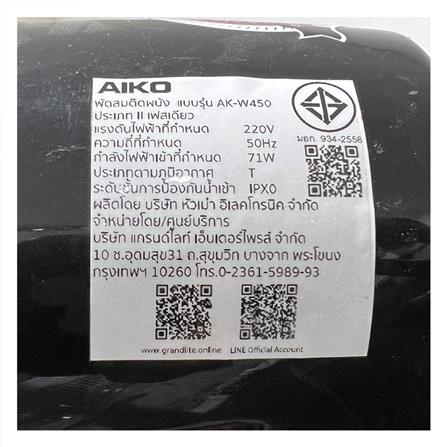 AIKO
พัดลมติดผนัง แบบรุ่น AK-W450
ประเภท II เฟสเดียว
แรงดันไฟฟ้าที่กำหนด 220V
ความถี่ที่กำหนด 50Hz
กำลังไฟฟ้าเข้าที่กำหนด 71W
ประเภทตามภูมิอากาศ T
ระดับชั้นการป้องกันน้ำเข้า IPX0
ผลิตโดย บริษัท หัวเม่า อิเลคโทรนิค จำกัด
จำหน่ายโดย/ศูนย์บริการ
บริษัท แกรนด์ไลท์ เอ็นเตอร์ไพรส์ จำกัด
10 ซ.อุดมสุข31 ถ.สุขุมวิท บางจาก พระโขนง
กรุงเทพฯ 10260 โทร.0-2361-5989-93
มอก. 934-2558
www.grandlite.online
LINE Official Account